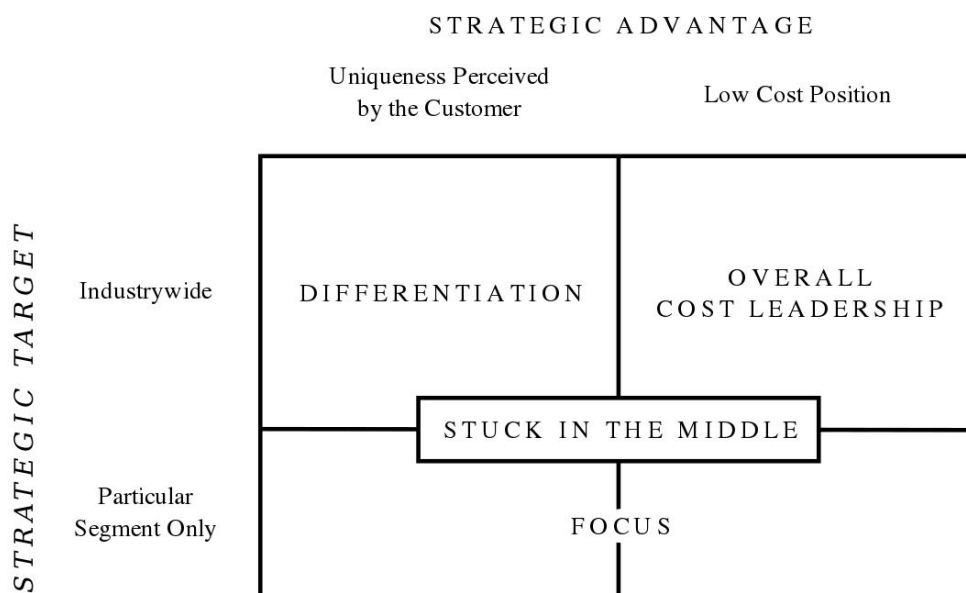 STRATEGIC ADVANTAGE
Uniqueness Perceived
by the Customer
Low Cost Position
STRATEGIC TARGET
Industrywide
DIFFERENTIATION
OVERALL
COST LEADERSHIP
STUCK IN THE MIDDLE
Particular
Segment Only
FOCUS